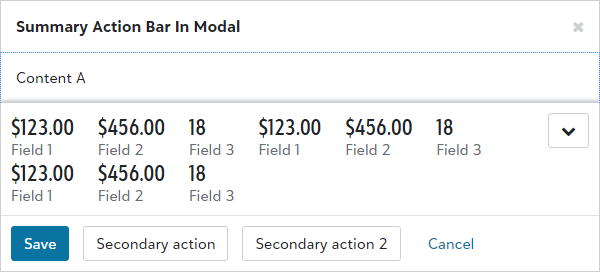 Summary Action Bar In Modal
Content A
$123.00 $456.00 18 $123.00 $456.00 18
Field 1 Field 2 Field 3 Field 1 Field 2 Field 3
$123.00 $456.00 18
Field 1 Field 2 Field 3
Save Secondary action Secondary action 2 Cancel